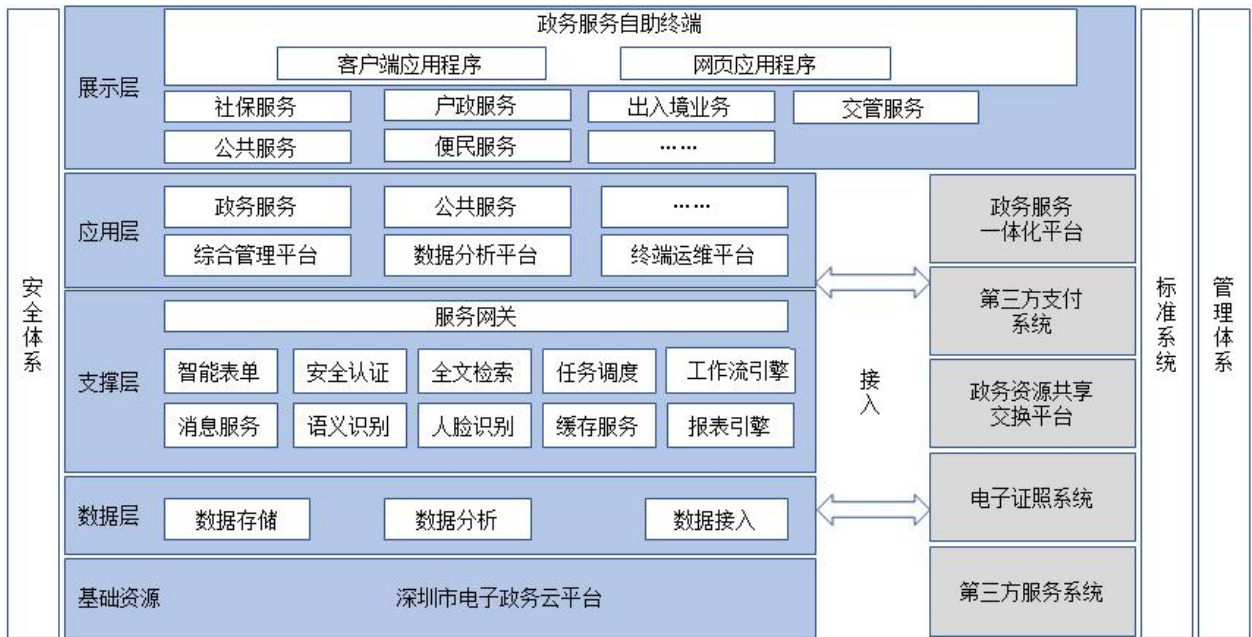 政务服务自助终端
客户端应用程序
网页应用程序
展示层
社保服务
户政服务
出入境业务
交管服务
公共服务
便民服务
……
应用层
政务服务
公共服务
……
综合管理平台
数据分析平台
终端运维平台
支撑层
服务网关
智能表单
安全认证
全文检索
任务调度
工作流引擎
消息服务
语义识别
人脸识别
缓存服务
报表引擎
数据层
数据存储
数据分析
数据接入
基础资源
深圳市电子政务云平台
安全体系
接入
政务服务
一体化平台
第三方支付
系统
政务资源共享
交换平台
电子证照系统
第三方服务系统
标准系统
管理体系